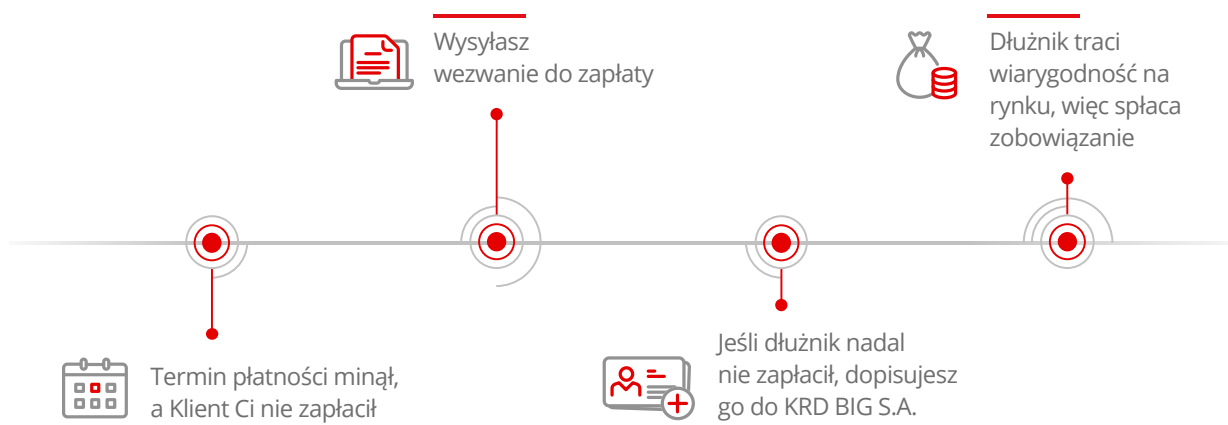 Termin płatności minął,
a Klient Ci nie zapłacił
Wysyłasz
wezwanie do zapłaty
Jeśli dłużnik nadal
nie zapłacił, dopisujesz
go do KRD BIG S.A.
Dłużnik traci
wiarygodność na
rynku, więc spłaca
zobowiązanie